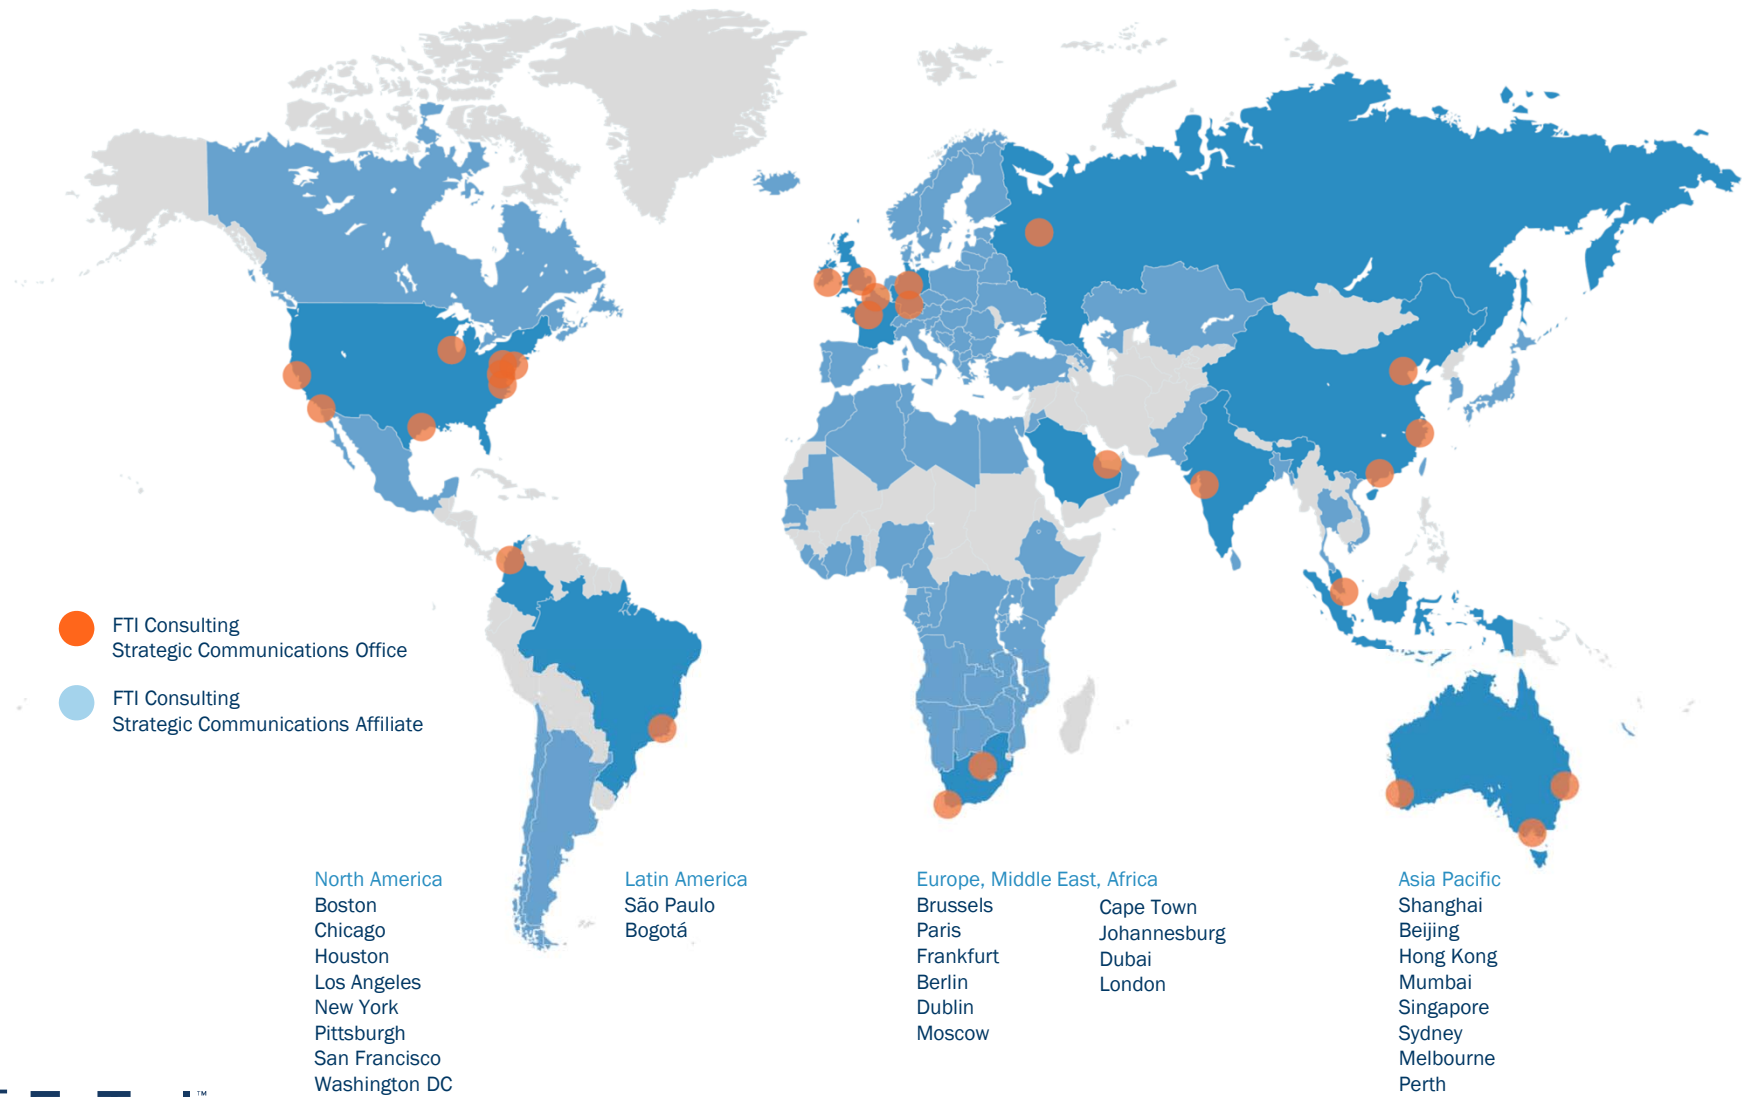 FTI Consulting
Strategic Communications Office
FTI Consulting
Strategic Communications Affiliate
North America
Boston
Chicago
Houston
Los Angeles
New York
Pittsburgh
San Francisco
Washington DC
Latin America
São Paulo
Bogotá
Europe, Middle East, Africa
Brussels
Paris
Frankfurt
Berlin
Dublin
Moscow
Cape Town
Johannesburg
Dubai
London
Asia Pacific
Shanghai
Beijing
Hong Kong
Mumbai
Singapore
Sydney
Melbourne
Perth
™